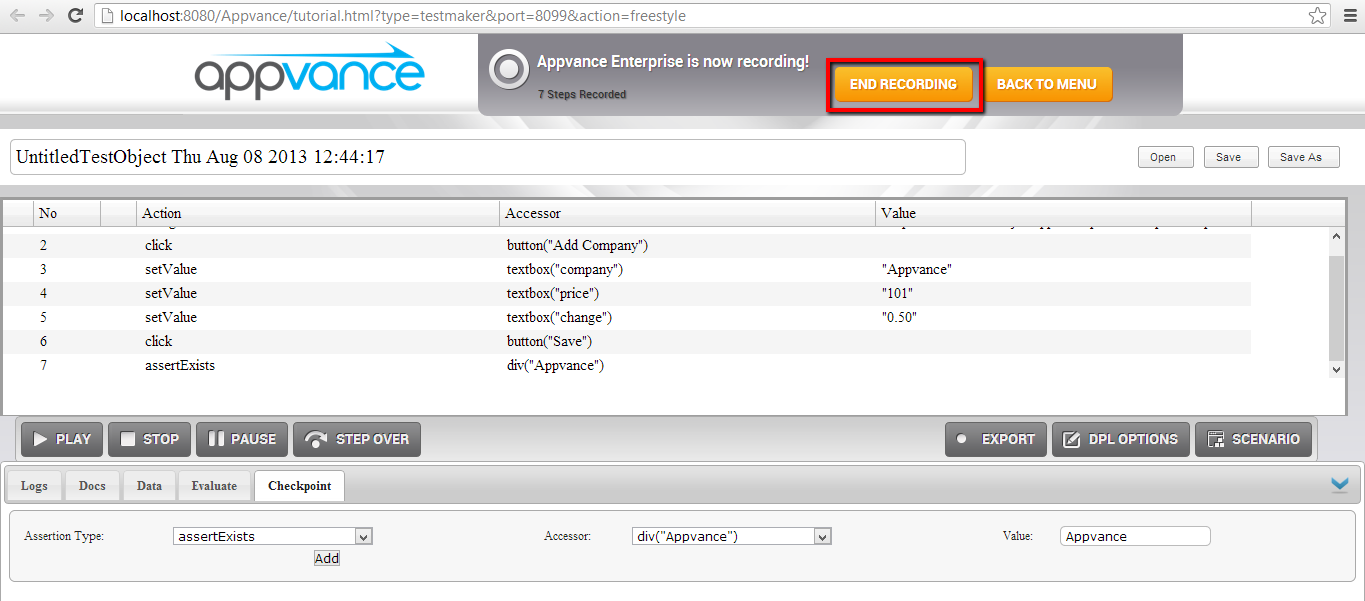 localhost:8080/Appvance/tutorial.html?type=testmaker&port=8099&action=freestyle
appvance
Appvance Enterprise is now recording!
7 Steps Recorded
END RECORDING
BACK TO MENU
UntitledTestObject Thu Aug 08 2013 12:44:17
Open Save Save As
No Action Accessor Value
2 click button("Add Company")
3 setValue textbox("company") "Appvance"
4 setValue textbox("price") "101"
5 setValue textbox("change") "0.50"
6 click button("Save")
7 assertExists div("Appvance")
PLAY STOP PAUSE STEP OVER EXPORT DPL OPTIONS SCENARIO
Logs Docs Data Evaluate Checkpoint
Assertion Type: assertExists Accessor: div("Appvance") Value: Appvance
Add